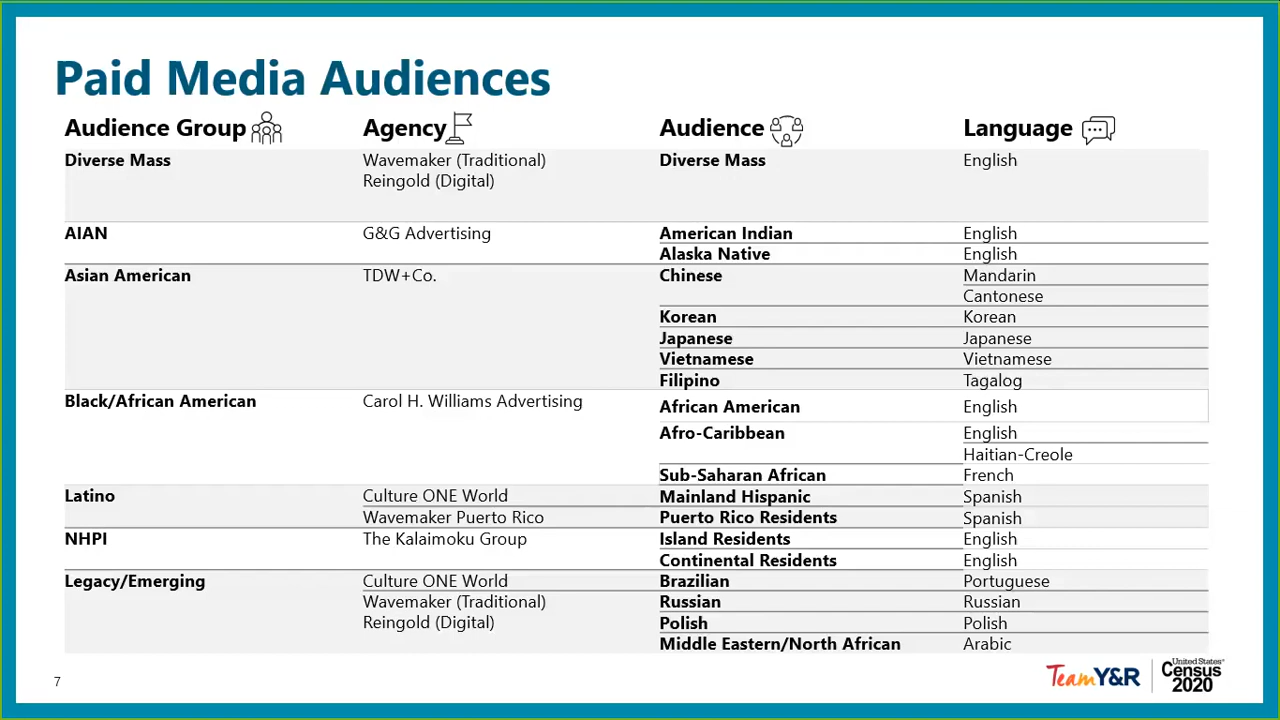 Paid Media Audiences
Audience Group Agency Audience Language
Diverse Mass Wavemaker (Traditional) Diverse Mass English
Reingold (Digital)
AIAN G&G Advertising American Indian English
Alaska Native English
Asian American TDW+Co. Chinese Mandarin
Cantonese
Korean Korean
Japanese Japanese
Vietnamese Vietnamese
Filipino Tagalog
Black/African American Carol H. Williams Advertising African American English
Afro-Caribbean English
Haitian-Creole
Sub-Saharan African French
Latino Culture ONE World Mainland Hispanic Spanish
Wavemaker Puerto Rico Puerto Rico Residents Spanish
NHPI The Kalaimoku Group Island Residents English
Continental Residents English
Legacy/Emerging Culture ONE World Brazilian Portuguese
Wavemaker (Traditional) Russian Russian
Reingold (Digital) Polish Polish
Middle Eastern/North African Arabic
7
TeamY&R
United States®
Census
2020